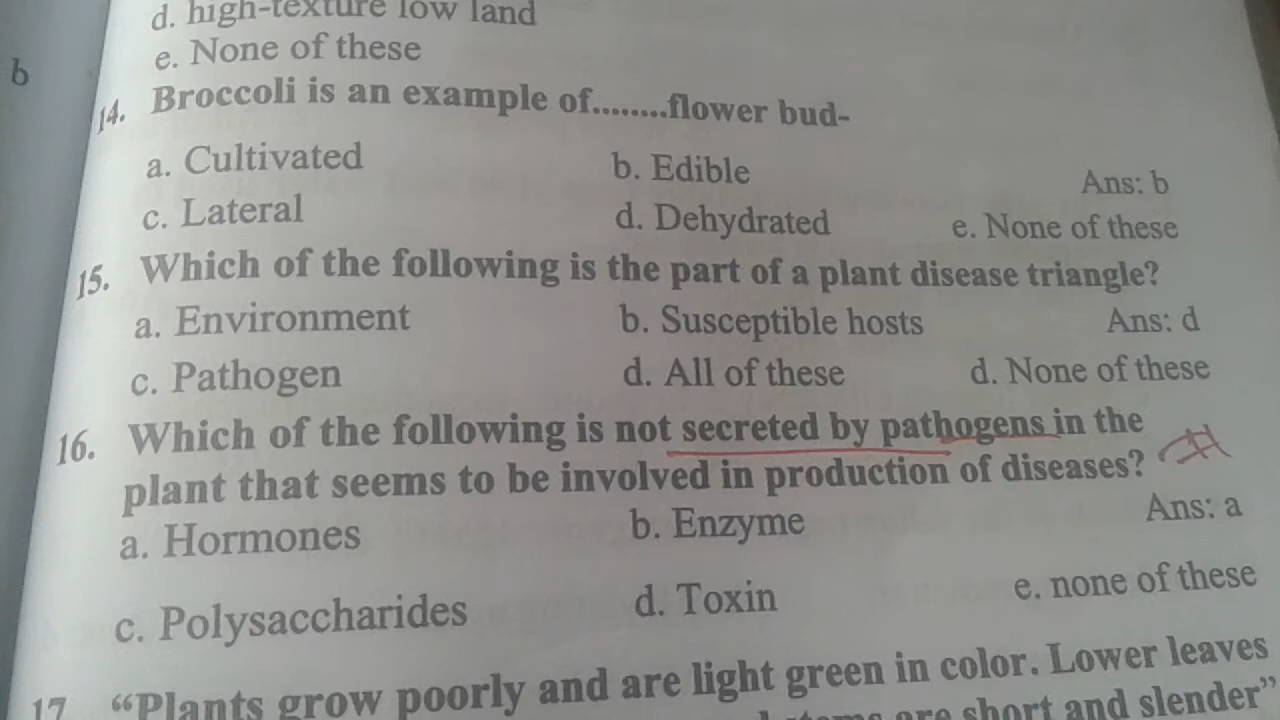 d. high-texture low land
e. None of these
b
14. Broccoli is an example of........flower bud-
a. Cultivated b. Edible Ans: b
c. Lateral d. Dehydrated e. None of these
15. Which of the following is the part of a plant disease triangle?
a. Environment b. Susceptible hosts Ans: d
c. Pathogen d. All of these d. None of these
16. Which of the following is not secreted by pathogens in the
plant that seems to be involved in production of diseases?
a. Hormones b. Enzyme Ans: a
c. Polysaccharides d. Toxin e. none of these
17 “Plants grow poorly and are light green in color. Lower leaves
are short and slender”